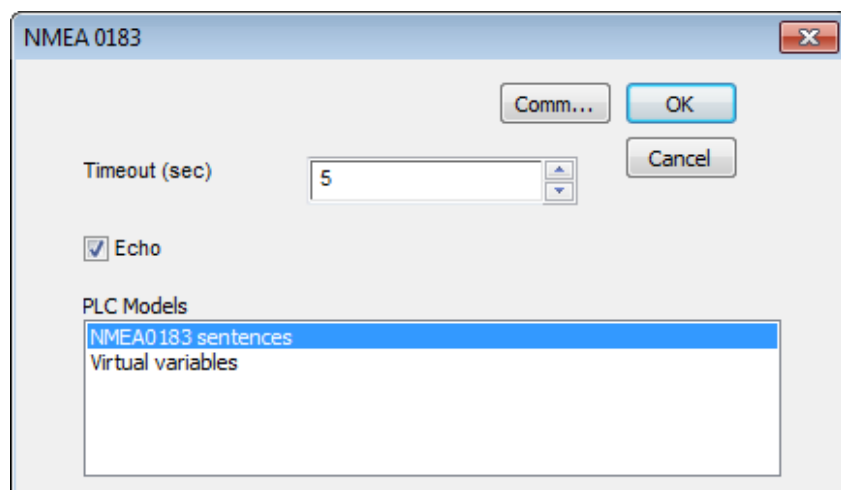 NMEA 0183
Comm...
OK
Cancel
Timeout (sec)
5
Echo
PLC Models
NMEA0183 sentences
Virtual variables